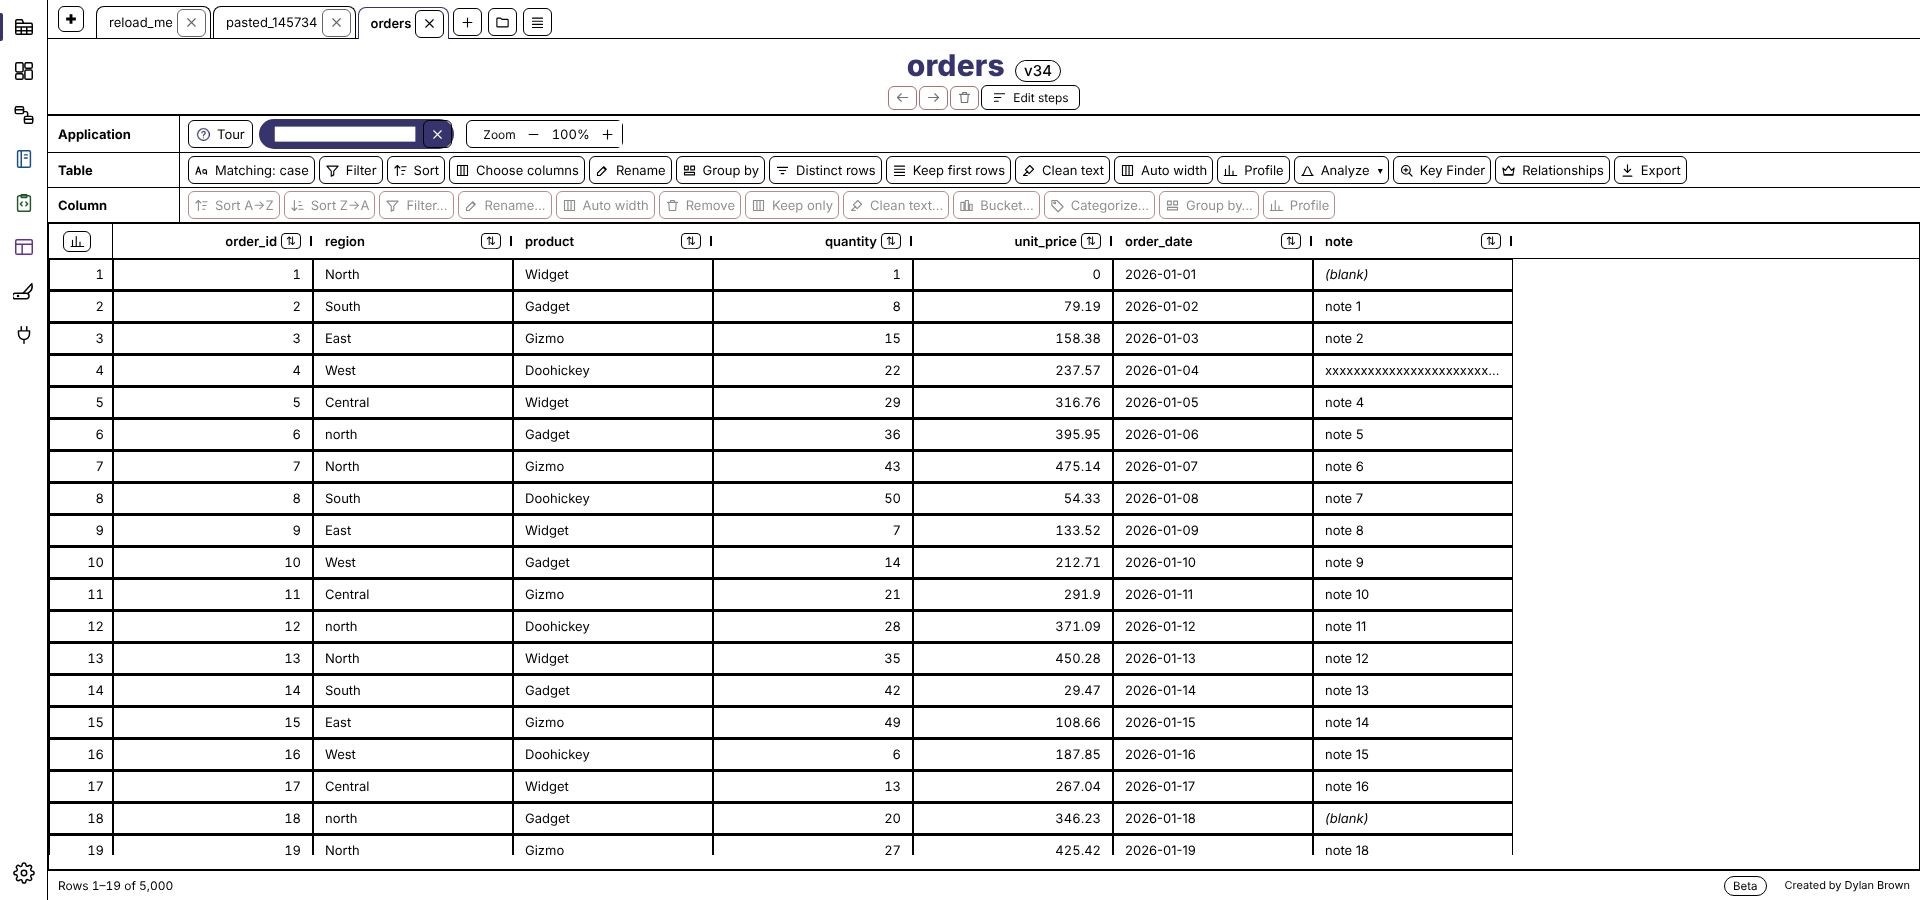 reload_me pasted_145734 orders
orders v34
Edit steps
Application Tour Zoom 100%
Table Matching: case Filter Sort Choose columns Rename Group by Distinct rows Keep first rows Clean text Auto width Profile Analyze Key Finder Relationships Export
Column Sort A→Z Sort Z→A Filter... Rename... Auto width Remove Keep only Clean text... Bucket... Categorize... Group by... Profile
order_id region product quantity unit_price order_date note
1 1 North Widget 1 0 2026-01-01 (blank)
2 2 South Gadget 8 79.19 2026-01-02 note 1
3 3 East Gizmo 15 158.38 2026-01-03 note 2
4 4 West Doohickey 22 237.57 2026-01-04 xxxxxxxxxxxxxxxxxxxxxxx...
5 5 Central Widget 29 316.76 2026-01-05 note 4
6 6 north Gadget 36 395.95 2026-01-06 note 5
7 7 North Gizmo 43 475.14 2026-01-07 note 6
8 8 South Doohickey 50 54.33 2026-01-08 note 7
9 9 East Widget 7 133.52 2026-01-09 note 8
10 10 West Gadget 14 212.71 2026-01-10 note 9
11 11 Central Gizmo 21 291.9 2026-01-11 note 10
12 12 north Doohickey 28 371.09 2026-01-12 note 11
13 13 North Widget 35 450.28 2026-01-13 note 12
14 14 South Gadget 42 29.47 2026-01-14 note 13
15 15 East Gizmo 49 108.66 2026-01-15 note 14
16 16 West Doohickey 6 187.85 2026-01-16 note 15
17 17 Central Widget 13 267.04 2026-01-17 note 16
18 18 north Gadget 20 346.23 2026-01-18 (blank)
19 19 North Gizmo 27 425.42 2026-01-19 note 18
Rows 1–19 of 5,000 Beta Created by Dylan Brown